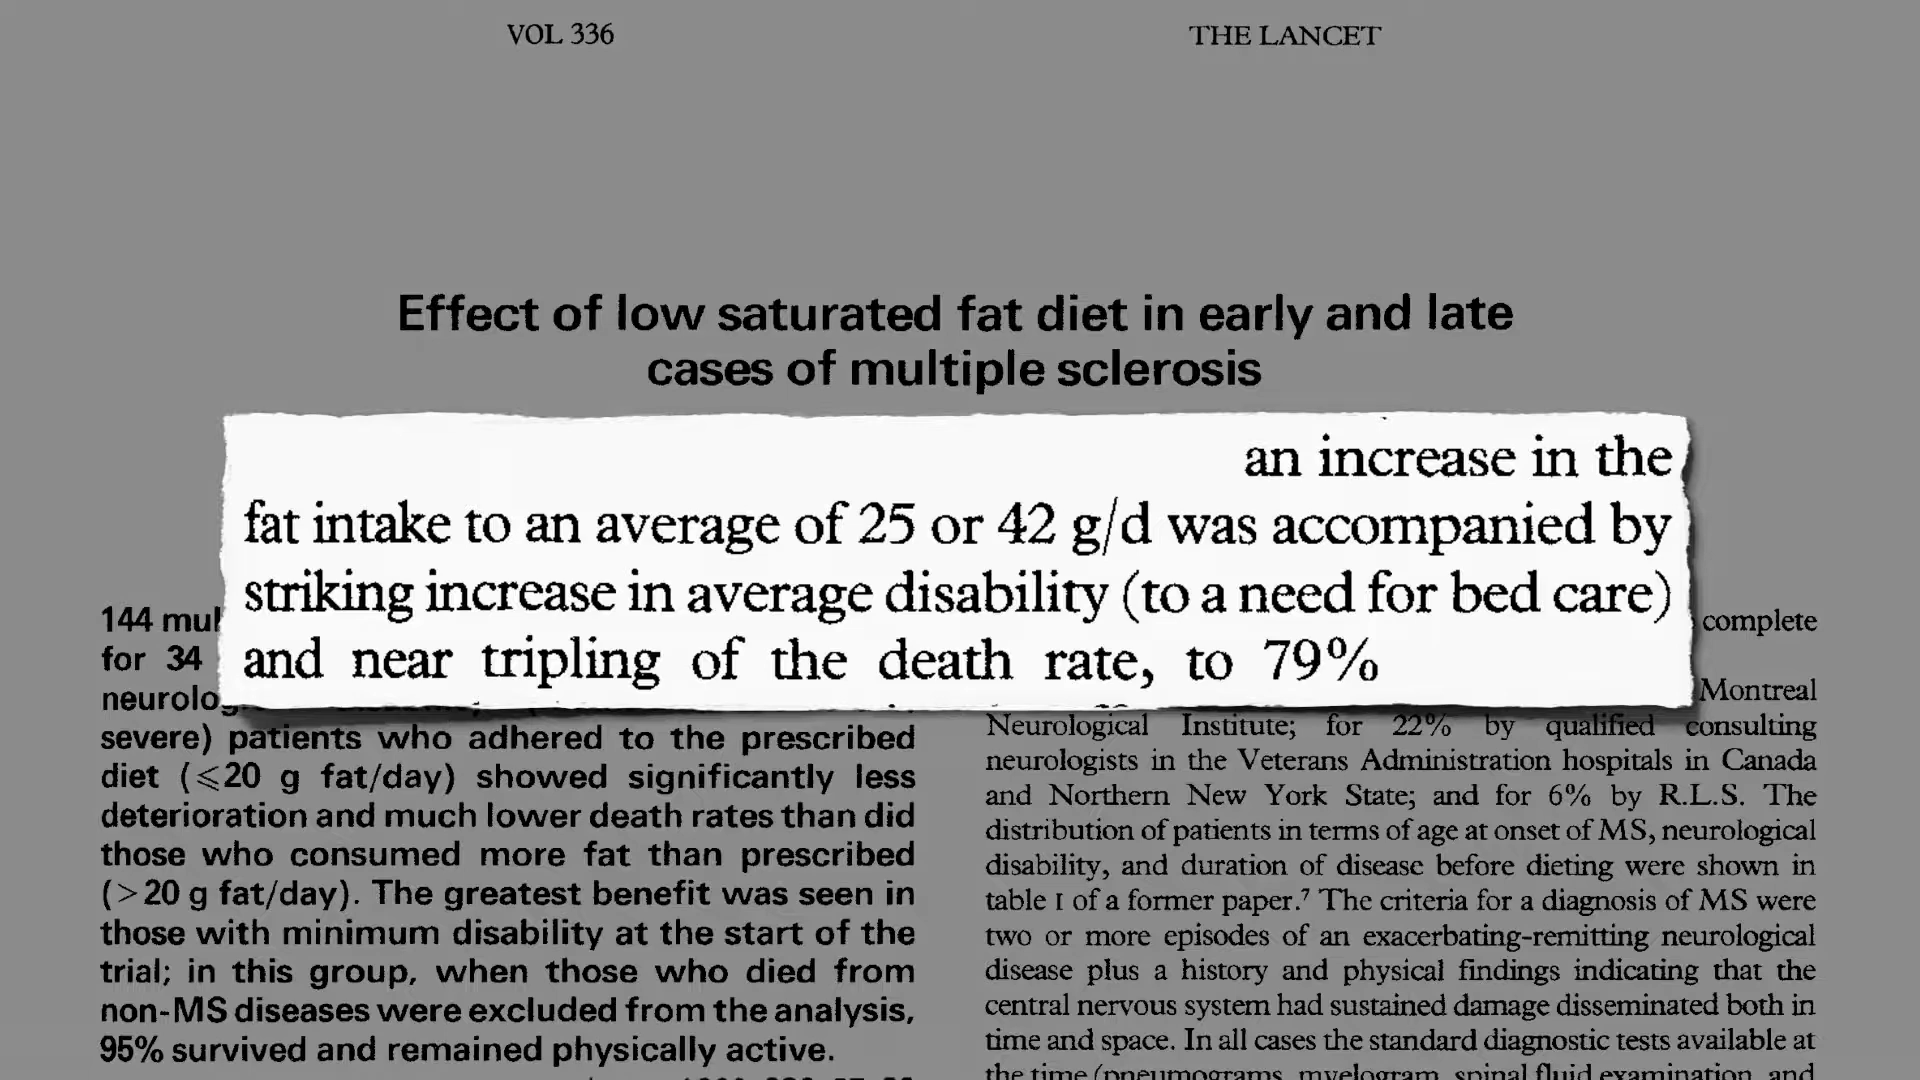 VOL 336
THE LANCET
Effect of low saturated fat diet in early and late
cases of multiple sclerosis
an increase in the
fat intake to an average of 25 or 42 g/d was accompanied by
striking increase in average disability (to a need for bed care)
and near tripling of the death rate, to 79%
144
for 34
severe) patients who adhered to the prescribed
diet (⩽20 g fat/day) showed significantly less
deterioration and much lower death rates than did
those who consumed more fat than prescribed
(>20 g fat/day). The greatest benefit was seen in
those with minimum disability at the start of the
trial; in this group, when those who died from
non-MS diseases were excluded from the analysis,
95% survived and remained physically active.
complete
Montreal
Neurological Institute; for 22% by qualified consulting
neurologists in the Veterans Administration hospitals in Canada
and Northern New York State; and for 6% by R.L.S. The
distribution of patients in terms of age at onset of MS, neurological
disability, and duration of disease before dieting were shown in
table I of a former paper.⁷ The criteria for a diagnosis of MS were
two or more episodes of an exacerbating-remitting neurological
disease plus a history and physical findings indicating that the
central nervous system had sustained damage disseminated both in
time and space. In all cases the standard diagnostic tests available at
the time (pneumograms, myelogram, spinal fluid examination, and